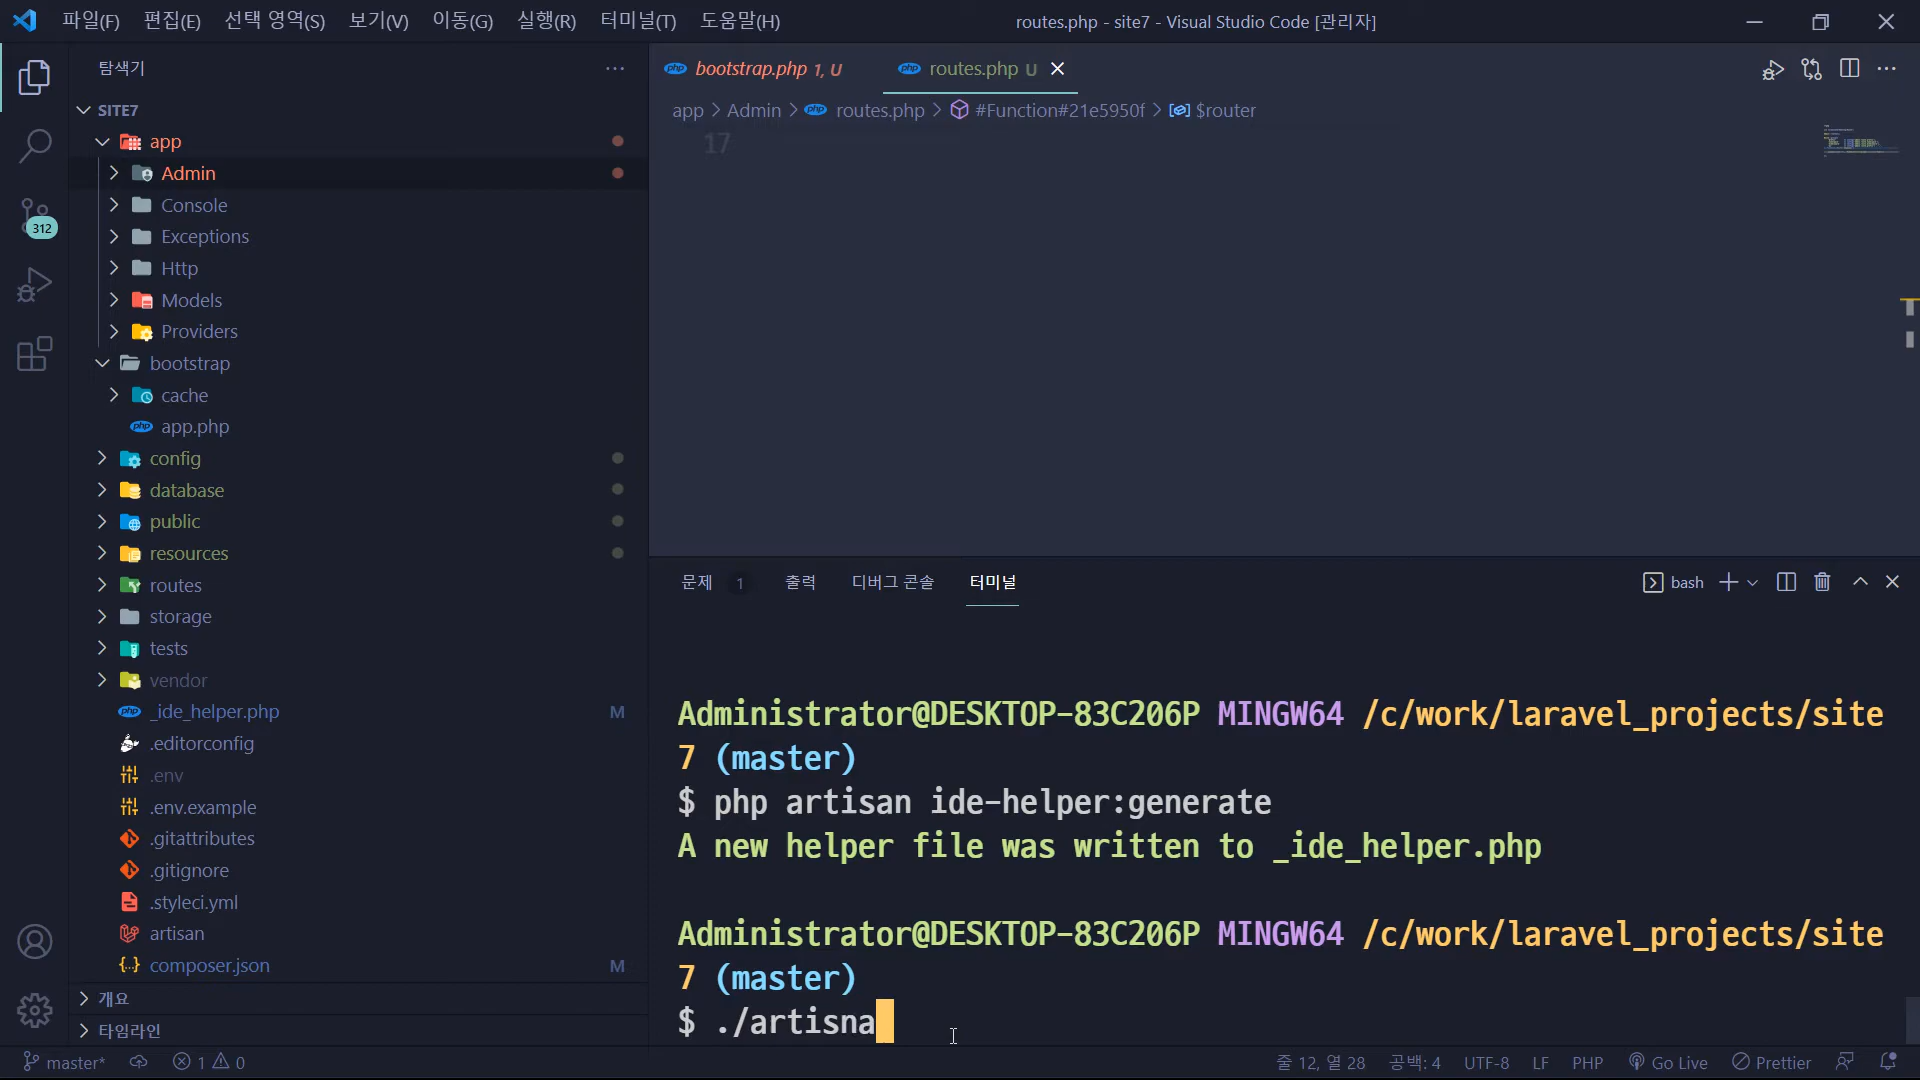 파일(F) 편집(E) 선택 영역(S) 보기(V) 이동(G) 실행(R) 터미널(T) 도움말(H)
routes.php - site7 - Visual Studio Code [관리자]
탐색기
SITE7
app
Admin
Console
Exceptions
Http
Models
Providers
bootstrap
cache
app.php
config
database
public
resources
routes
storage
tests
vendor
_ide_helper.php M
.editorconfig
.env
.env.example
.gitattributes
.gitignore
.styleci.yml
artisan
composer.json M
개요
타임라인
312
bootstrap.php 1, U
routes.php U
app > Admin > routes.php > #Function#21e5950f > $router
17
문제 1 출력 디버그 콘솔 터미널
bash
Administrator@DESKTOP-83C206P MINGW64 /c/work/laravel_projects/site
7 (master)
$ php artisan ide-helper:generate
A new helper file was written to _ide_helper.php
Administrator@DESKTOP-83C206P MINGW64 /c/work/laravel_projects/site
7 (master)
$ ./artisna
master* 1 0
줄 12, 열 28 공백: 4 UTF-8 LF PHP Go Live Prettier